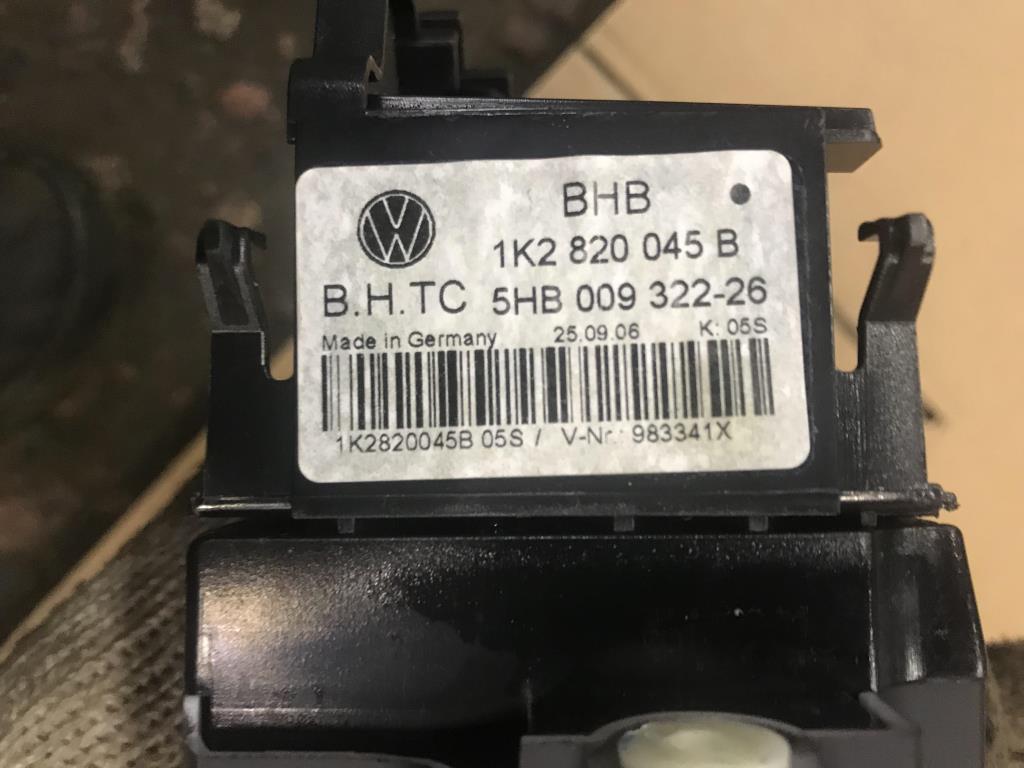 BHB
1K2 820 045 B
B.H.TC 5HB 009 322-26
Made in Germany 25.09.06 K: 05S
1K2820045B 05S / V-Nr.: 983341X